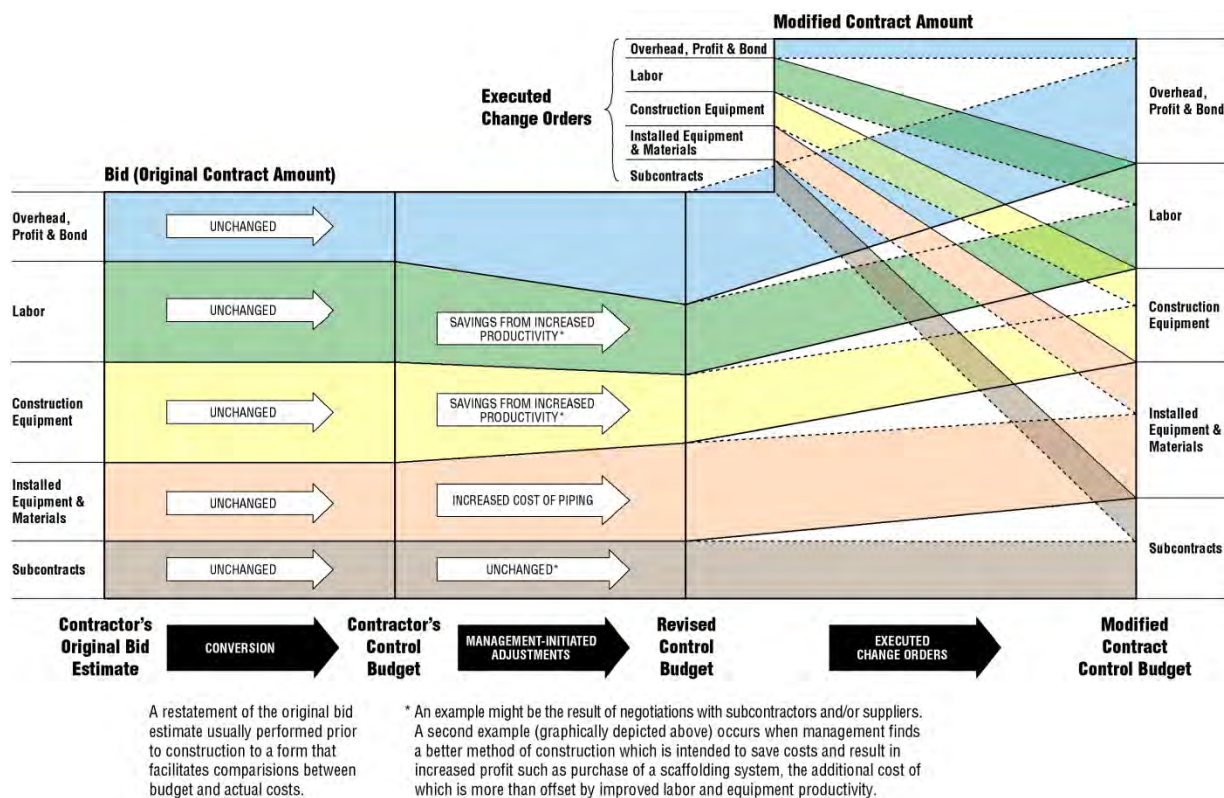 Modified Contract Amount
Executed
Change Orders
Overhead, Profit & Bond
Labor
Construction Equipment
Installed Equipment
& Materials
Subcontracts
Overhead,
Profit & Bond
Labor
Construction
Equipment
Installed
Equipment &
Materials
Subcontracts
Bid (Original Contract Amount)
Overhead,
Profit & Bond
UNCHANGED
Labor
UNCHANGED
SAVINGS FROM INCREASED
PRODUCTIVITY*
Construction
Equipment
UNCHANGED
SAVINGS FROM INCREASED
PRODUCTIVITY*
Installed
Equipment &
Materials
UNCHANGED
INCREASED COST OF PIPING
Subcontracts
UNCHANGED
UNCHANGED*
Contractor's
Original Bid
Estimate
CONVERSION
Contractor's
Control
Budget
MANAGEMENT-INITIATED
ADJUSTMENTS
Revised
Control
Budget
EXECUTED
CHANGE ORDERS
Modified
Contract
Control Budget
A restatement of the original bid
estimate usually performed prior
to construction to a form that
facilitates comparisions between
budget and actual costs.
* An example might be the result of negotiations with subcontractors and/or suppliers.
A second example (graphically depicted above) occurs when management finds
a better method of construction which is intended to save costs and result in
increased profit such as purchase of a scaffolding system, the additional cost of
which is more than offset by improved labor and equipment productivity.